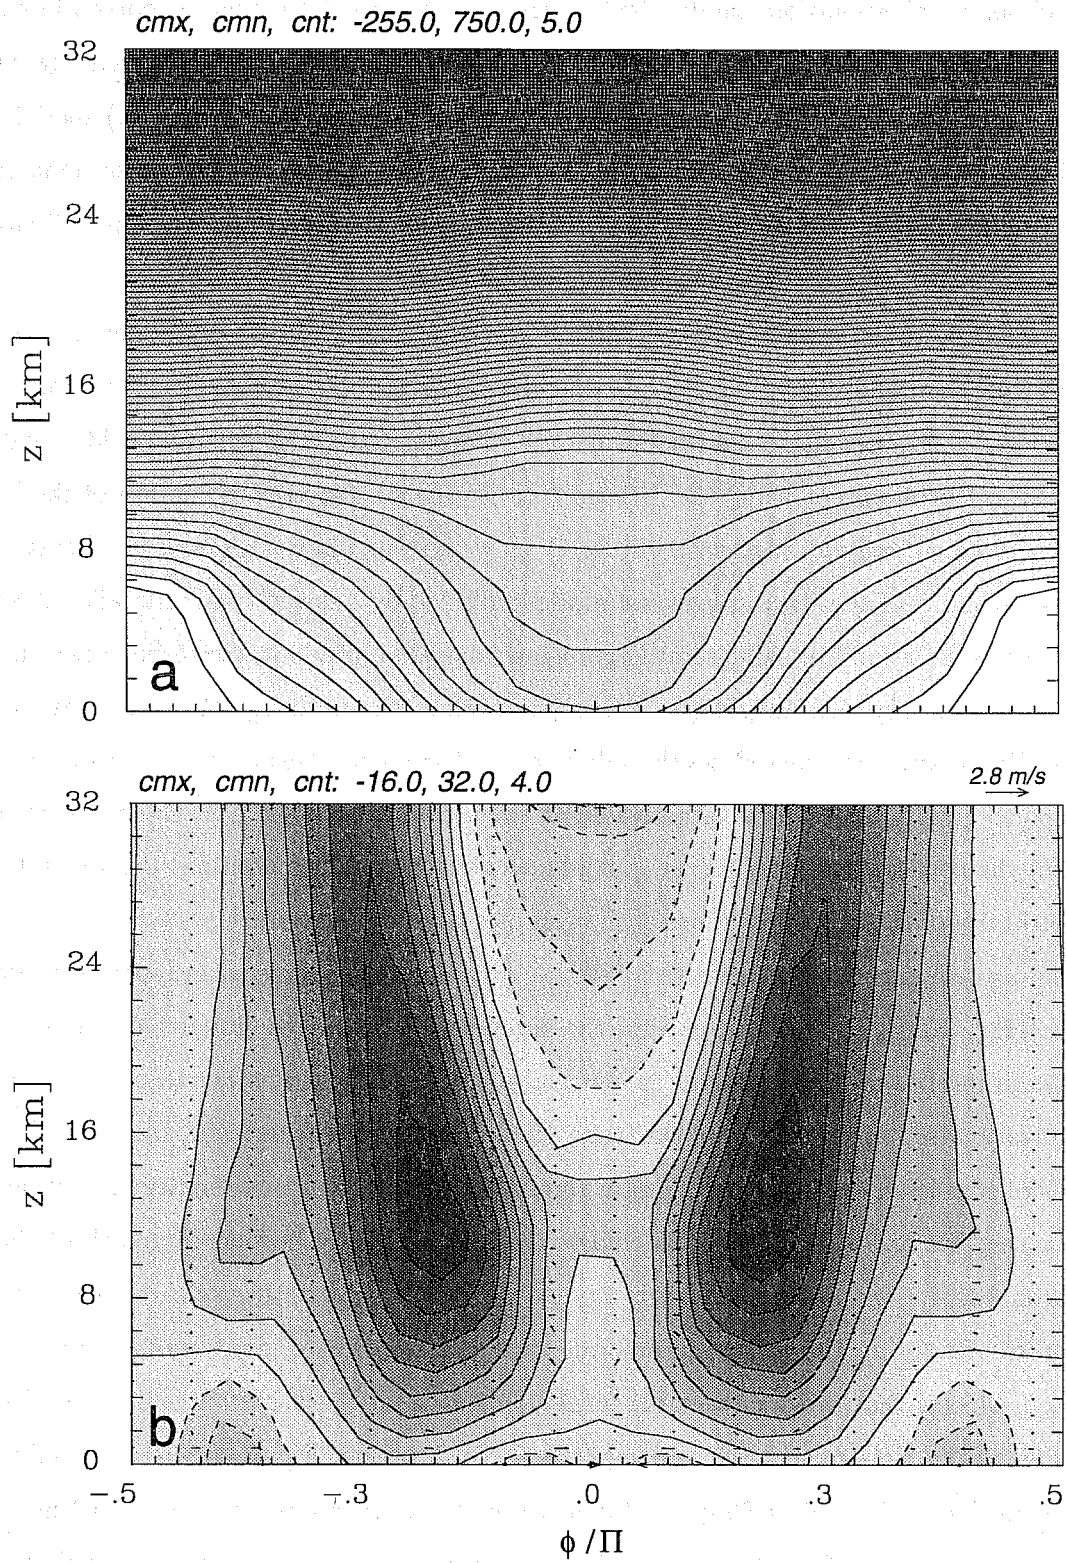 cmx, cmn, cnt: -255.0, 750.0, 5.0
32
24
16
8
0
z [km]
a
cmx, cmn, cnt: -16.0, 32.0, 4.0
2.8 m/s
32
24
16
8
0
z [km]
b
-.5
-.3
.0
.3
.5
ϕ/Π